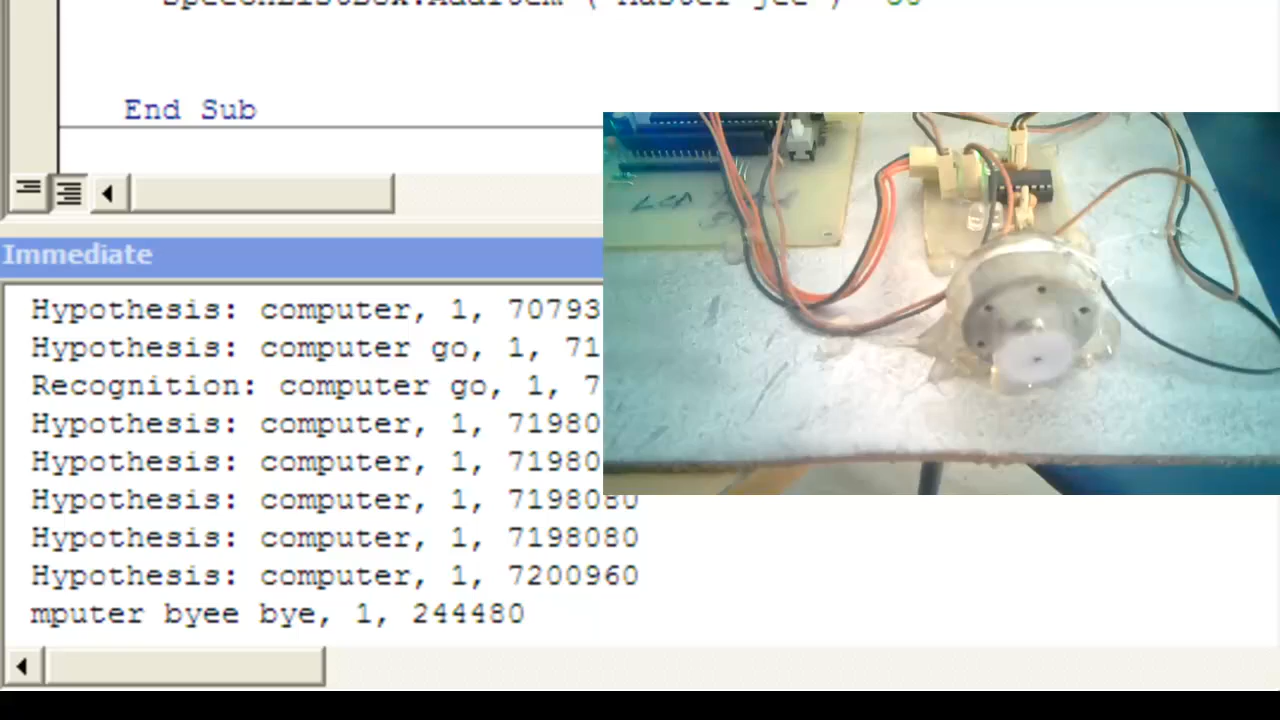 End Sub
Immediate
Hypothesis: computer, 1, 70793
Hypothesis: computer go, 1, 71
Recognition: computer go, 1, 7
Hypothesis: computer, 1, 71980
Hypothesis: computer, 1, 71980
Hypothesis: computer, 1, 7198080
Hypothesis: computer, 1, 7198080
Hypothesis: computer, 1, 7200960
mputer byee bye, 1, 244480